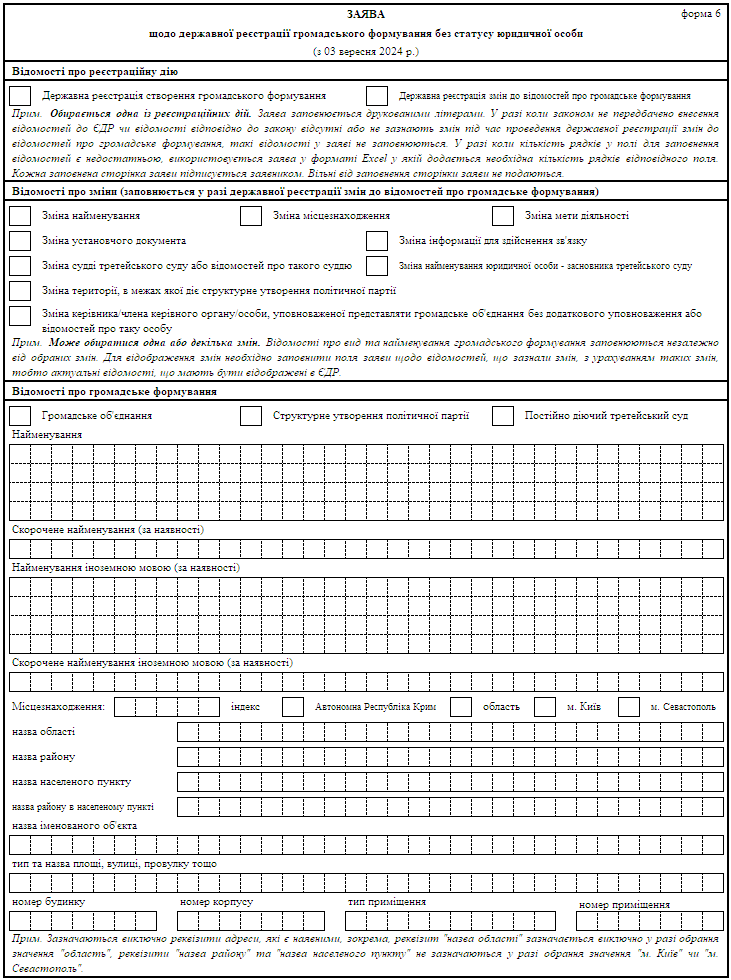 ЗАЯВА
форма 6
щодо державної реєстрації громадського формування без статусу юридичної особи
(з 03 вересня 2024 р.)
Відомості про реєстраційну дію
Державна реєстрація створення громадського формування
Державна реєстрація змін до відомостей про громадське формування
Прим. Обирається одна із реєстраційних дій. Заява заповнюється друкованими літерами. У разі коли законом не передбачено внесення
відомостей до ЄДР чи відомості відповідно до закону відсутні або не зазнають змін під час проведення державної реєстрації змін до
відомостей про громадське формування, такі відомості у заяві не заповнюються. У разі коли кількість рядків у полі для заповнення
відомостей є недостатньою, використовується заява у форматі Excel у якій додається необхідна кількість рядків відповідного поля.
Кожна заповнена сторінка заяви підписується заявником. Вільні від заповнення сторінки заяви не подаються.
Відомості про зміни (заповнюється у разі державної реєстрації змін до відомостей про громадське формування)
Зміна найменування
Зміна місцезнаходження
Зміна мети діяльності
Зміна установчого документа
Зміна інформації для здійснення зв'язку
Зміна судді третейського суду або відомостей про такого суддю
Зміна найменування юридичної особи - засновника третейського суду
Зміна території, в межах якої діє структурне утворення політичної партії
Зміна керівника/члена керівного органу/особи, уповноваженої представляти громадське об'єднання без додаткового уповноваження або
відомостей про таку особу
Прим. Може обиратися одна або декілька змін. Відомості про вид та найменування громадського формування заповнюються незалежно
від обраних змін. Для відображення змін необхідно заповнити поля заяви щодо відомостей, що зазнали змін, з урахуванням таких змін,
тобто актуальні відомості, що мають бути відображені в ЄДР.
Відомості про громадське формування
Громадське об'єднання
Структурне утворення політичної партії
Постійно діючий третейський суд
Найменування
Скорочене найменування (за наявності)
Найменування іноземною мовою (за наявності)
Скорочене найменування іноземною мовою (за наявності)
Місцезнаходження:
індекс
Автономна Республіка Крим
область
м. Київ
м. Севастополь
назва області
назва району
назва населеного пункту
назва району в населеному пункті
назва іменованого об'єкта
тип та назва площі, вулиці, провулку тощо
номер будинку
номер корпусу
тип приміщення
номер приміщення
Прим. Зазначаються виключно реквізити адреси, які є наявними, зокрема, реквізит "назва області" зазначається виключно у разі обрання
значення "область", реквізити "назва району" та "назва населеного пункту" не зазначаються у разі обрання значення "м. Київ" чи "м.
Севастополь".